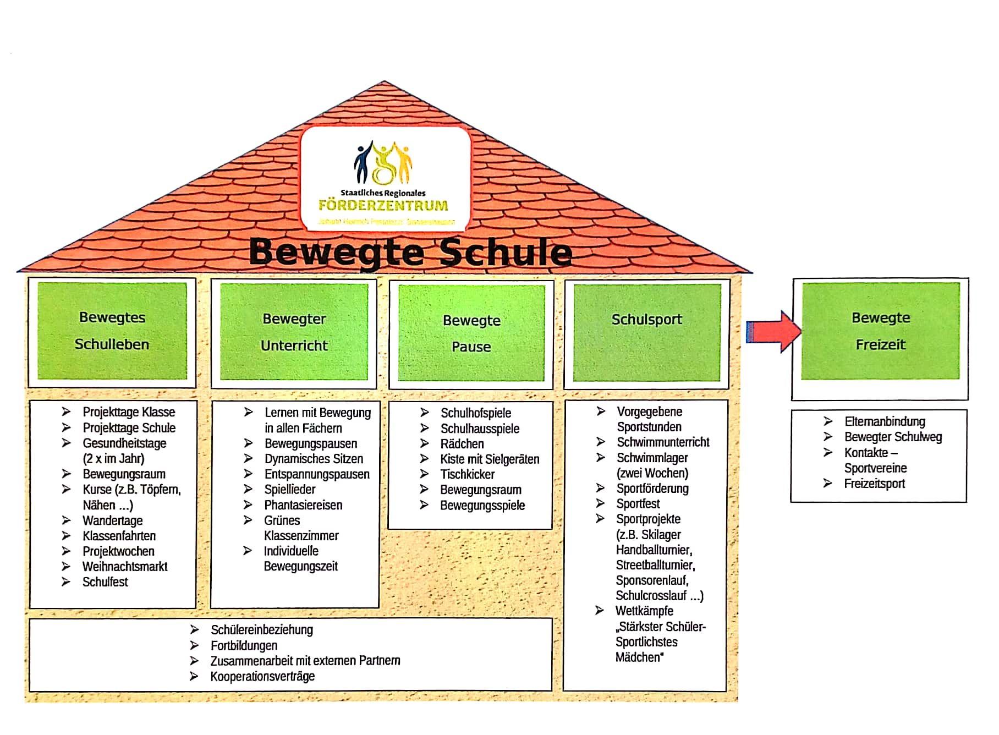 Staatliches Regionales
FÖRDERZENTRUM
Johann Heinrich Pestalozzi Sondershausen
Bewegte Schule
Bewegtes
Schulleben
Projekttage Klasse
Projekttage Schule
Gesundheitstage
(2 x im Jahr)
Bewegungsraum
Kurse (z.B. Töpfern,
Nähen ...)
Wandertage
Klassenfahrten
Projektwochen
Weihnachtsmarkt
Schulfest
Bewegter
Unterricht
Lernen mit Bewegung
in allen Fächern
Bewegungspausen
Dynamisches Sitzen
Entspannungspausen
Spiellieder
Phantasiereisen
Grünes
Klassenzimmer
Individuelle
Bewegungszeit
Bewegte
Pause
Schulhofspiele
Schulhausspiele
Rädchen
Kiste mit Sielgeräten
Tischkicker
Bewegungsraum
Bewegungsspiele
Schulsport
Vorgegebene
Sportstunden
Schwimmunterricht
Schwimmlager
(zwei Wochen)
Sportförderung
Sportfest
Sportprojekte
(z.B. Skilager
Handballturnier,
Streetballturnier,
Sponsorenlauf,
Schulcrosslauf ...)
Wettkämpfe
„Stärkster Schüler-
Sportlichstes
Mädchen“
Schülereinbeziehung
Fortbildungen
Zusammenarbeit mit externen Partnern
Kooperationsverträge
Bewegte
Freizeit
Elternanbindung
Bewegter Schulweg
Kontakte –
Sportvereine
Freizeitsport